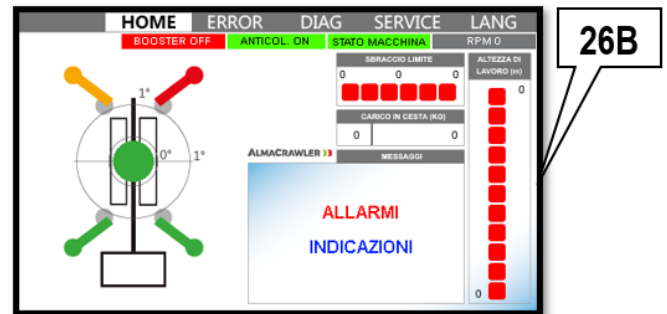 HOME ERROR DIAG SERVICE LANG
BOOSTER OFF ANTICOL. ON STATO MACCHINA RPM 0
SBRACCIO LIMITE
0 0 0
CARICO IN CESTA (KG)
0 0
ALMACRAWLER
MESSAGGI
ALLARMI
INDICAZIONI
ALTEZZA DI
LAVORO (m)
0
0
1°
0° 1°
26B